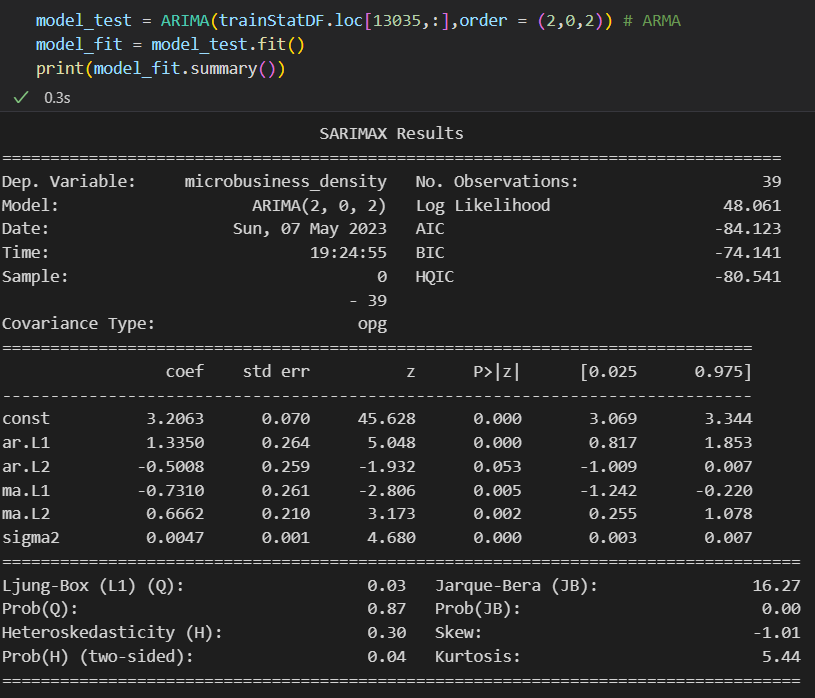 model_test = ARIMA(trainStatDF.loc[13035,:],order = (2,0,2)) # ARMA
model_fit = model_test.fit()
print(model_fit.summary())
✓ 0.3s
SARIMAX Results
==============================================================================
Dep. Variable: microbusiness_density No. Observations: 39
Model: ARIMA(2, 0, 2) Log Likelihood 48.061
Date: Sun, 07 May 2023 AIC -84.123
Time: 19:24:55 BIC -74.141
Sample: 0 HQIC -80.541
- 39
Covariance Type: opg
==============================================================================
coef std err z P>|z| [0.025 0.975]
------------------------------------------------------------------------------
const 3.2063 0.070 45.628 0.000 3.069 3.344
ar.L1 1.3350 0.264 5.048 0.000 0.817 1.853
ar.L2 -0.5008 0.259 -1.932 0.053 -1.009 0.007
ma.L1 -0.7310 0.261 -2.806 0.005 -1.242 -0.220
ma.L2 0.6662 0.210 3.173 0.002 0.255 1.078
sigma2 0.0047 0.001 4.680 0.000 0.003 0.007
==============================================================================
Ljung-Box (L1) (Q): 0.03 Jarque-Bera (JB): 16.27
Prob(Q): 0.87 Prob(JB): 0.00
Heteroskedasticity (H): 0.30 Skew: -1.01
Prob(H) (two-sided): 0.04 Kurtosis: 5.44
==============================================================================